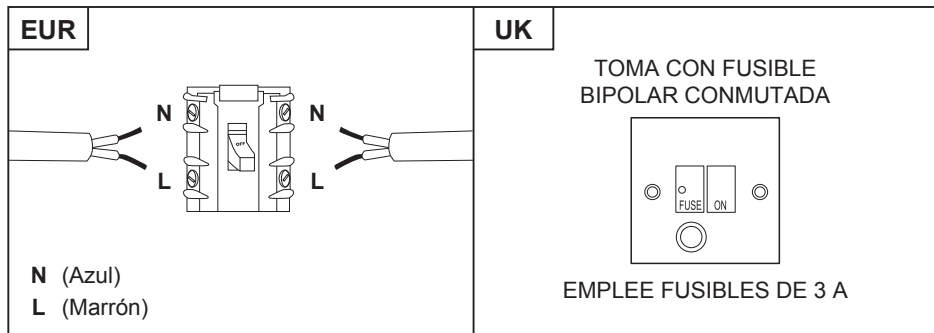 EUR
N
N
OFF
L
L
N (Azul)
L (Marrón)
UK
TOMA CON FUSIBLE
BIPOLAR CONMUTADA
FUSE ON
EMPLEE FUSIBLES DE 3 A